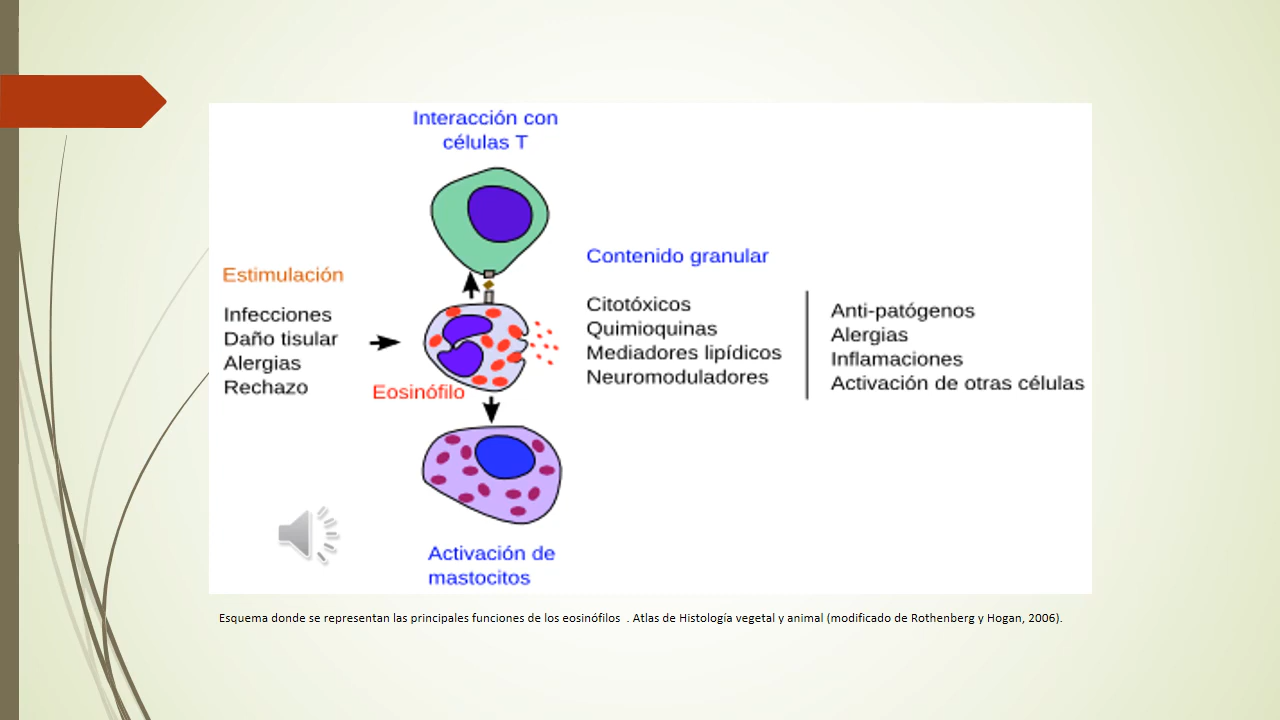 Interacción con
células T
Estimulación
Infecciones
Daño tisular
Alergias
Rechazo
Eosinófilo
Contenido granular
Citotóxicos
Quimioquinas
Mediadores lipídicos
Neuromoduladores
Anti-patógenos
Alergias
Inflamaciones
Activación de otras células
Activación de
mastocitos
Esquema donde se representan las principales funciones de los eosinófilos . Atlas de Histología vegetal y animal (modificado de Rothenberg y Hogan, 2006).